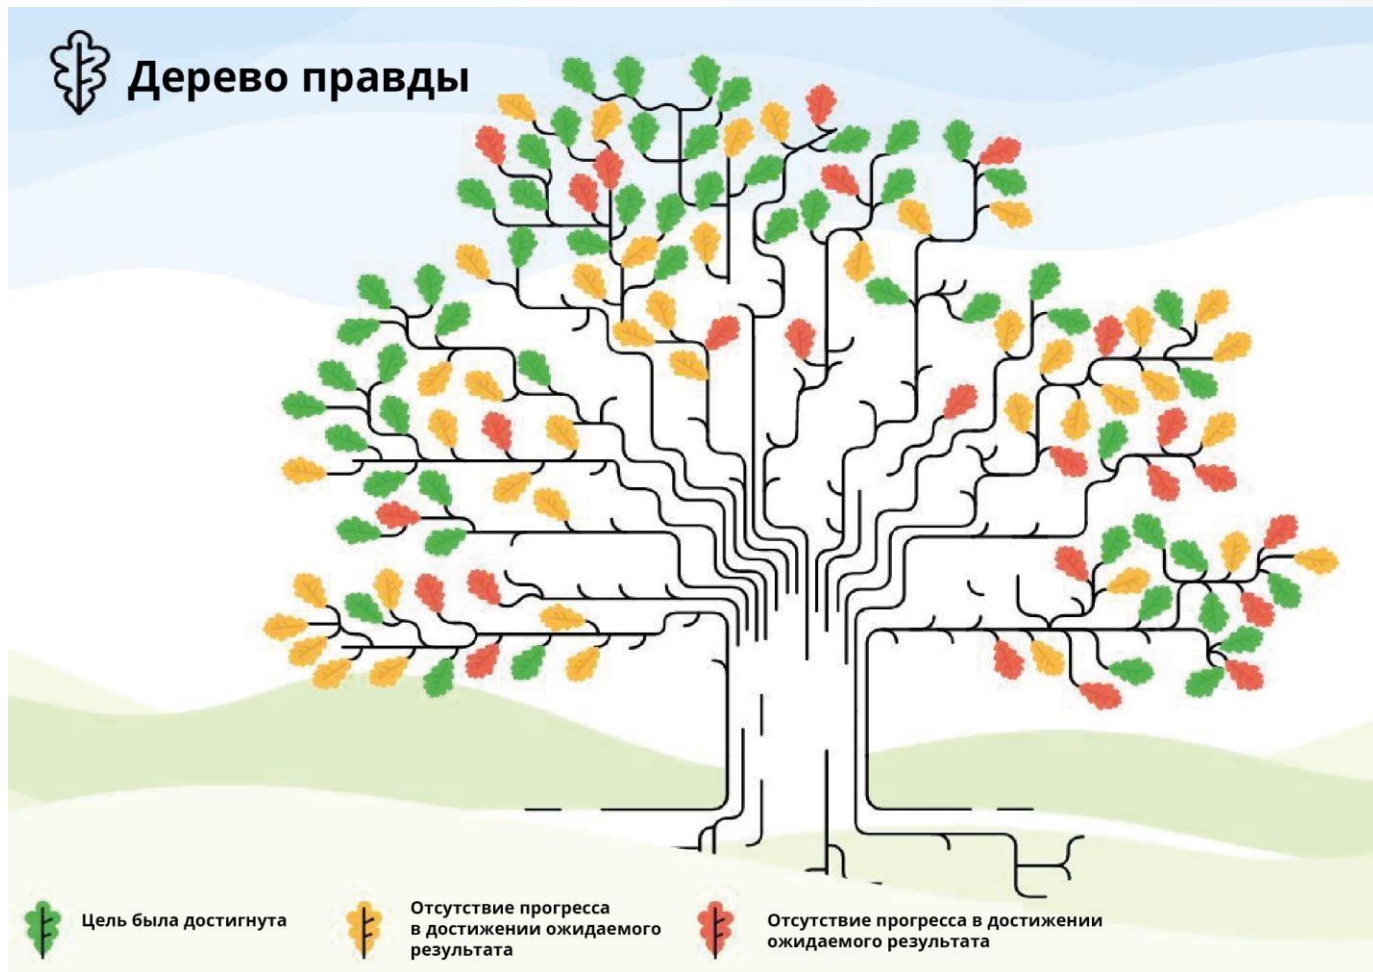 Дерево правды
Цель была достигнута
Отсутствие прогресса
в достижении ожидаемого
результата
Отсутствие прогресса в достижении
ожидаемого результата